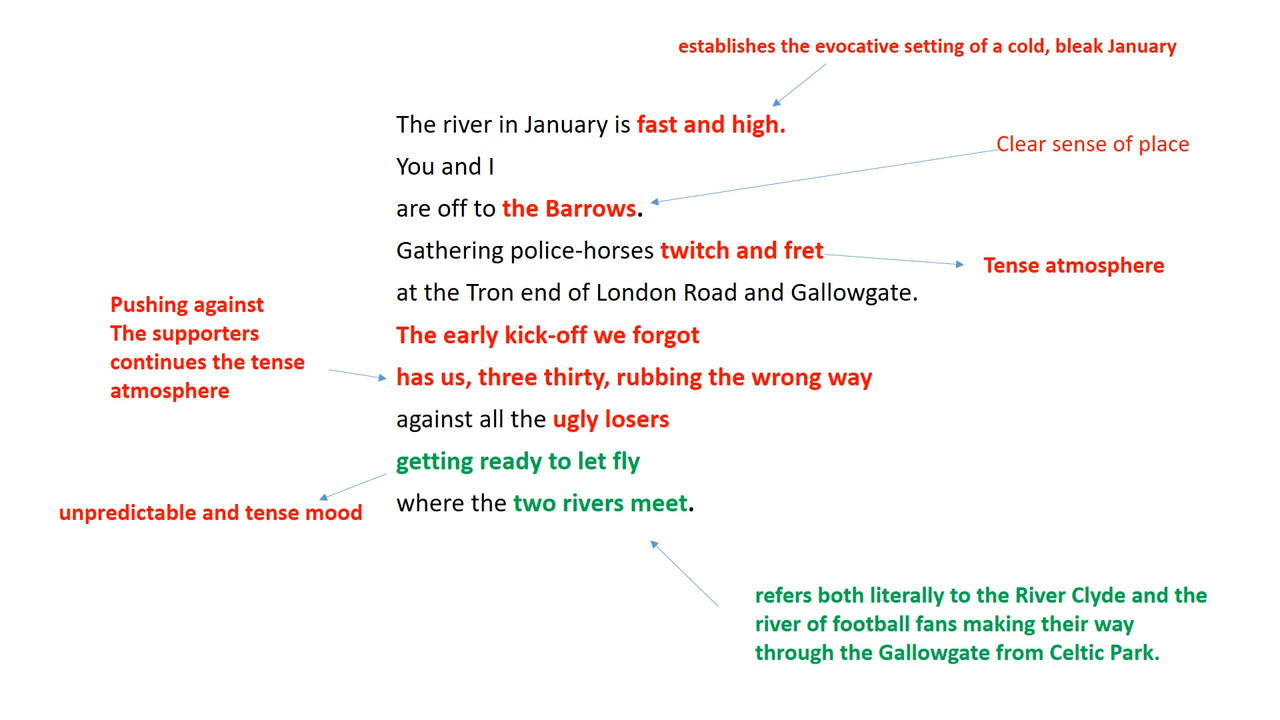 establishes the evocative setting of a cold, bleak January
The river in January is fast and high.
You and I
Clear sense of place
are off to the Barrows.
Gathering police-horses twitch and fret
Tense atmosphere
at the Tron end of London Road and Gallowgate.
Pushing against
The supporters
continues the tense
atmosphere
The early kick-off we forgot
has us, three thirty, rubbing the wrong way
against all the ugly losers
getting ready to let fly
unpredictable and tense mood
where the two rivers meet.
refers both literally to the River Clyde and the
river of football fans making their way
through the Gallowgate from Celtic Park.